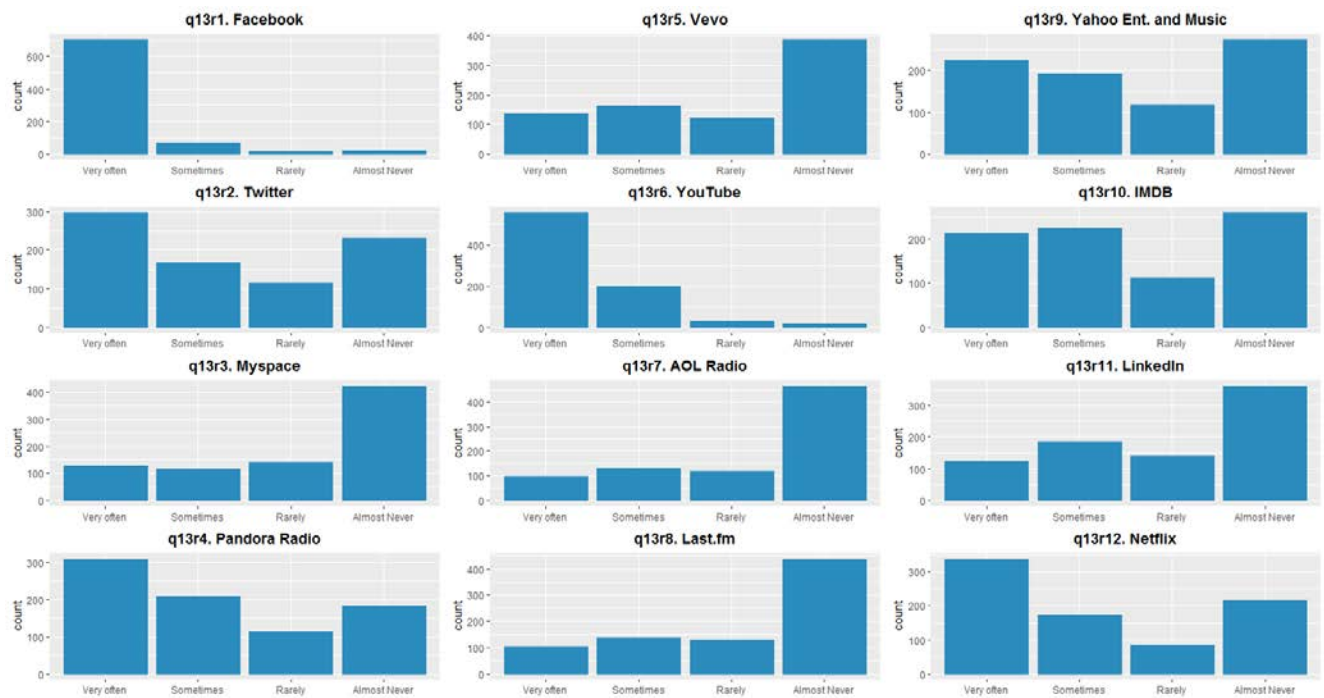 q13r1. Facebook
count
600
400
200
0
Very often Sometimes Rarely Almost Never
q13r2. Twitter
count
300
200
100
0
Very often Sometimes Rarely Almost Never
q13r3. Myspace
count
400
300
200
100
0
Very often Sometimes Rarely Almost Never
q13r4. Pandora Radio
count
300
200
100
0
Very often Sometimes Rarely Almost Never
q13r5. Vevo
count
400
300
200
100
0
Very often Sometimes Rarely Almost Never
q13r6. YouTube
count
400
200
0
Very often Sometimes Rarely Almost Never
q13r7. AOL Radio
count
400
300
200
100
0
Very often Sometimes Rarely Almost Never
q13r8. Last.fm
count
400
300
200
100
0
Very often Sometimes Rarely Almost Never
q13r9. Yahoo Ent. and Music
count
200
100
0
Very often Sometimes Rarely Almost Never
q13r10. IMDB
count
200
100
0
Very often Sometimes Rarely Almost Never
q13r11. LinkedIn
count
300
200
100
0
Very often Sometimes Rarely Almost Never
q13r12. Netflix
count
300
200
100
0
Very often Sometimes Rarely Almost Never